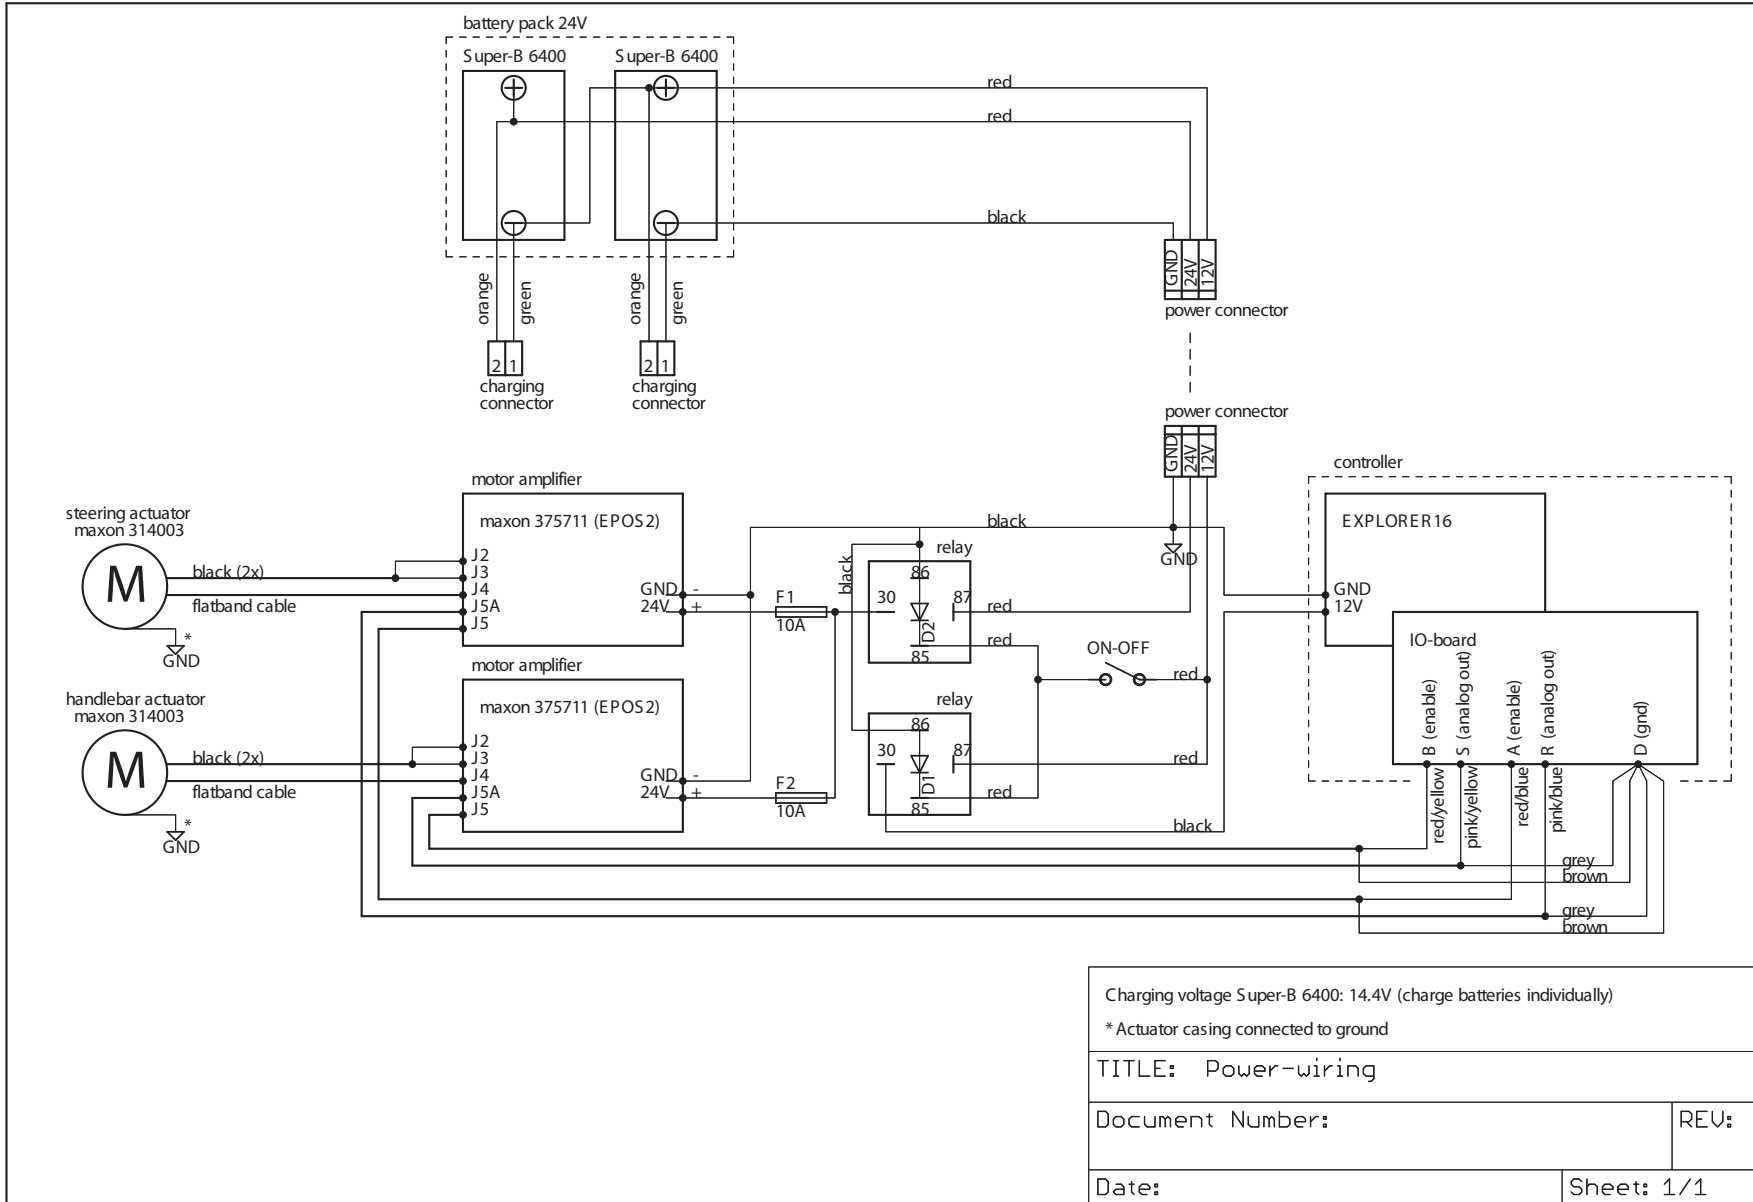 battery pack 24V
Super-B 6400
Super-B 6400
red
red
black
orange
green
orange
green
GND
24V
12V
power connector
2 1
charging
connector
2 1
charging
connector
power connector
GND
24V
12V
controller
motor amplifier
maxon 375711 (EPOS2)
J2
J3
J4
J5A
J5
GND -
24V +
steering actuator
maxon 314003
M
black (2x)
flatband cable
*
GND
motor amplifier
maxon 375711 (EPOS2)
J2
J3
J4
J5A
J5
GND -
24V +
handlebar actuator
maxon 314003
M
black (2x)
flatband cable
*
GND
F1
10A
F2
10A
black
black
GND
relay
86
30
87
D2
85
red
red
relay
86
30
87
D1
85
red
red
black
ON-OFF
red
EXPLORER16
GND
12V
IO-board
B (enable)
S (analog out)
A (enable)
R (analog out)
D (gnd)
red/yellow
pink/yellow
red/blue
pink/blue
grey
brown
grey
brown
Charging voltage Super-B 6400: 14.4V (charge batteries individually)
* Actuator casing connected to ground
TITLE: Power-wiring
Document Number:
REV:
Date:
Sheet: 1/1